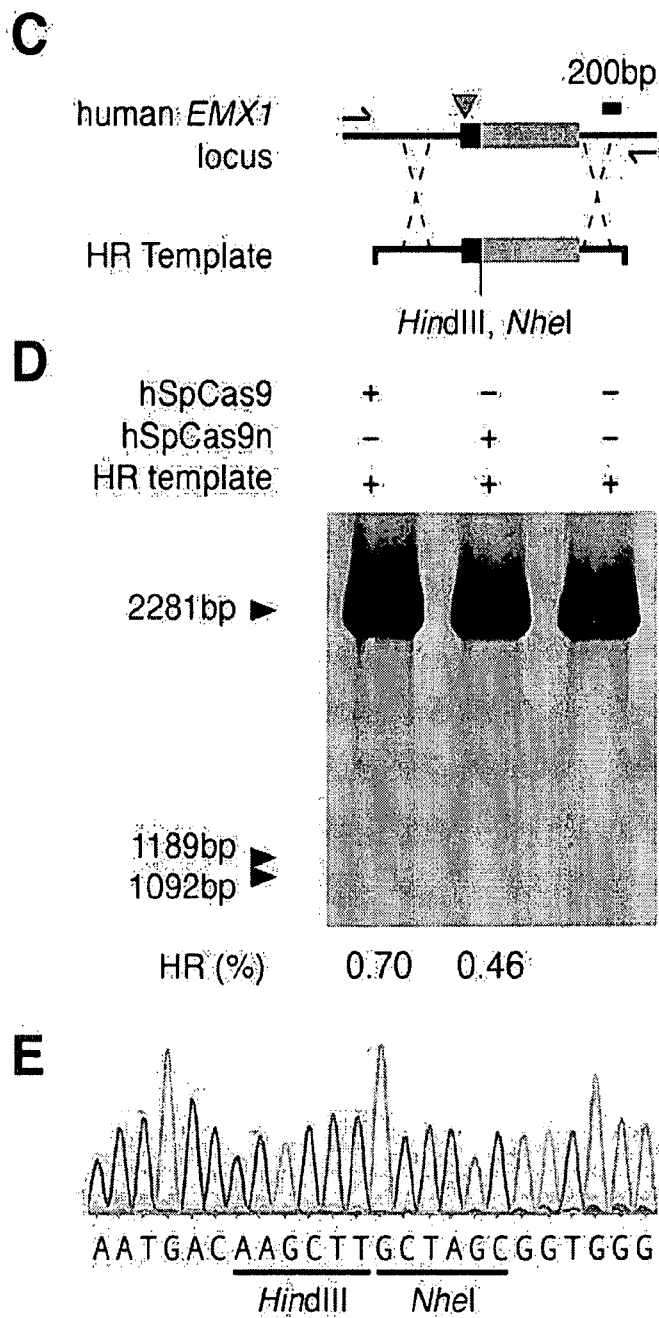 C
200bp
human EMX1
locus
HR Template
HindIII, NheI
D
hSpCas9 + − −
hSpCas9n − + −
HR template + + +
2281bp
1189bp
1092bp
HR (%) 0.70 0.46
E
AATGACAAGCTTGCTAGCGGTGGG
HindIII NheI